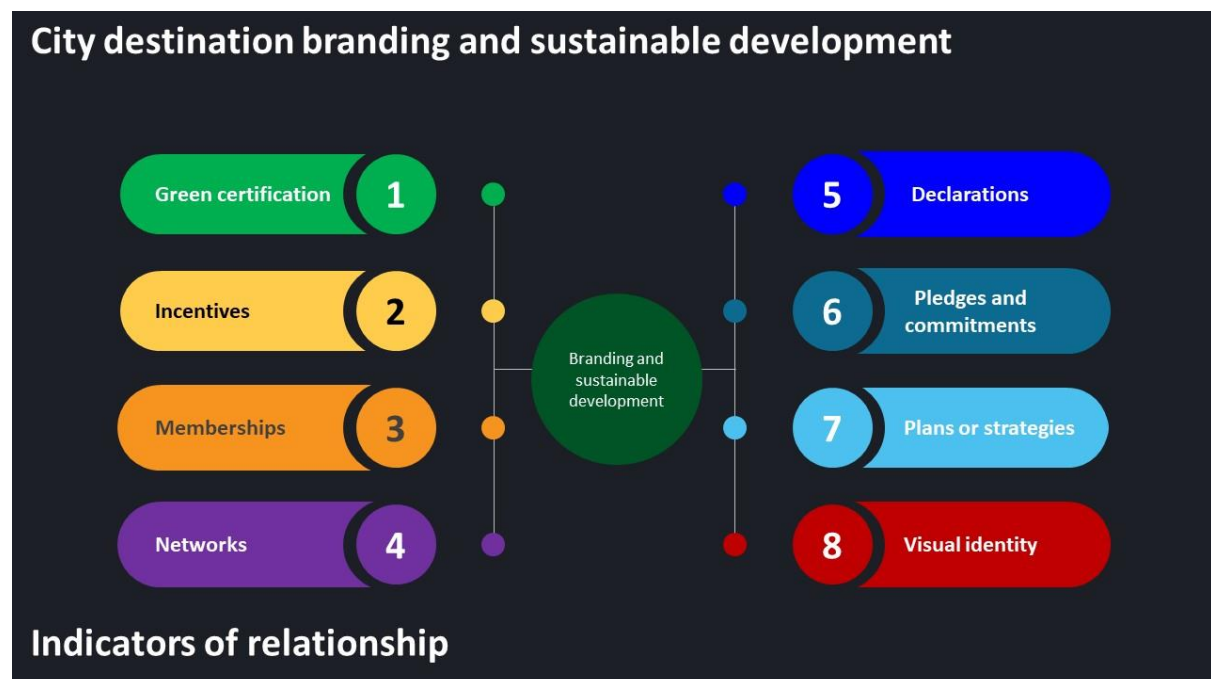 City destination branding and sustainable development
Green certification
1
Incentives
2
Memberships
3
Networks
4
Branding and
sustainable
development
5
Declarations
6
Pledges and
commitments
7
Plans or strategies
8
Visual identity
Indicators of relationship